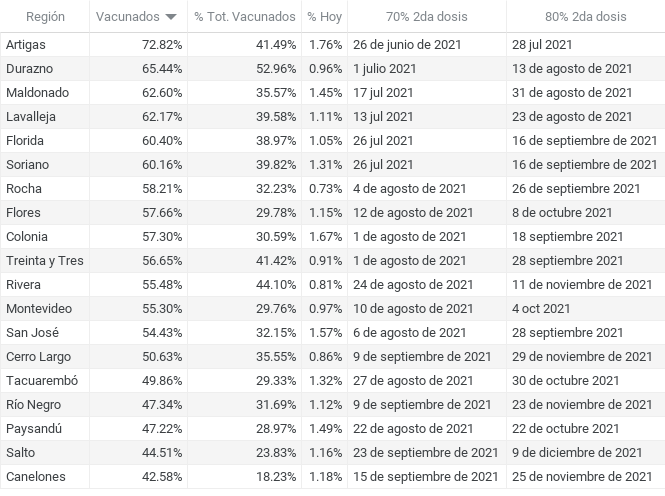 Región Vacunados % Tot. Vacunados % Hoy 70% 2da dosis 80% 2da dosis
Artigas 72.82% 41.49% 1.76% 26 de junio de 2021 28 jul 2021
Durazno 65.44% 52.96% 0.96% 1 julio 2021 13 de agosto de 2021
Maldonado 62.60% 35.57% 1.45% 17 jul 2021 31 de agosto de 2021
Lavalleja 62.17% 39.58% 1.11% 13 jul 2021 23 de agosto de 2021
Florida 60.40% 38.97% 1.05% 26 jul 2021 16 de septiembre de 2021
Soriano 60.16% 39.82% 1.31% 26 jul 2021 16 de septiembre de 2021
Rocha 58.21% 32.23% 0.73% 4 de agosto de 2021 26 de septiembre 2021
Flores 57.66% 29.78% 1.15% 12 de agosto de 2021 8 de octubre 2021
Colonia 57.30% 30.59% 1.67% 1 de agosto de 2021 18 septiembre 2021
Treinta y Tres 56.65% 41.42% 0.91% 1 de agosto de 2021 28 septiembre 2021
Rivera 55.48% 44.10% 0.81% 24 de agosto de 2021 11 de noviembre de 2021
Montevideo 55.30% 29.76% 0.97% 10 de agosto de 2021 4 oct 2021
San José 54.43% 32.15% 1.57% 6 de agosto de 2021 28 septiembre 2021
Cerro Largo 50.63% 35.55% 0.86% 9 de septiembre de 2021 29 de noviembre de 2021
Tacuarembó 49.86% 29.33% 1.32% 27 de agosto de 2021 30 de octubre 2021
Río Negro 47.34% 31.69% 1.12% 9 de septiembre de 2021 23 de noviembre de 2021
Paysandú 47.22% 28.97% 1.49% 22 de agosto de 2021 22 de octubre 2021
Salto 44.51% 23.83% 1.16% 23 de septiembre de 2021 9 de diciembre de 2021
Canelones 42.58% 18.23% 1.18% 15 de septiembre de 2021 25 de noviembre de 2021